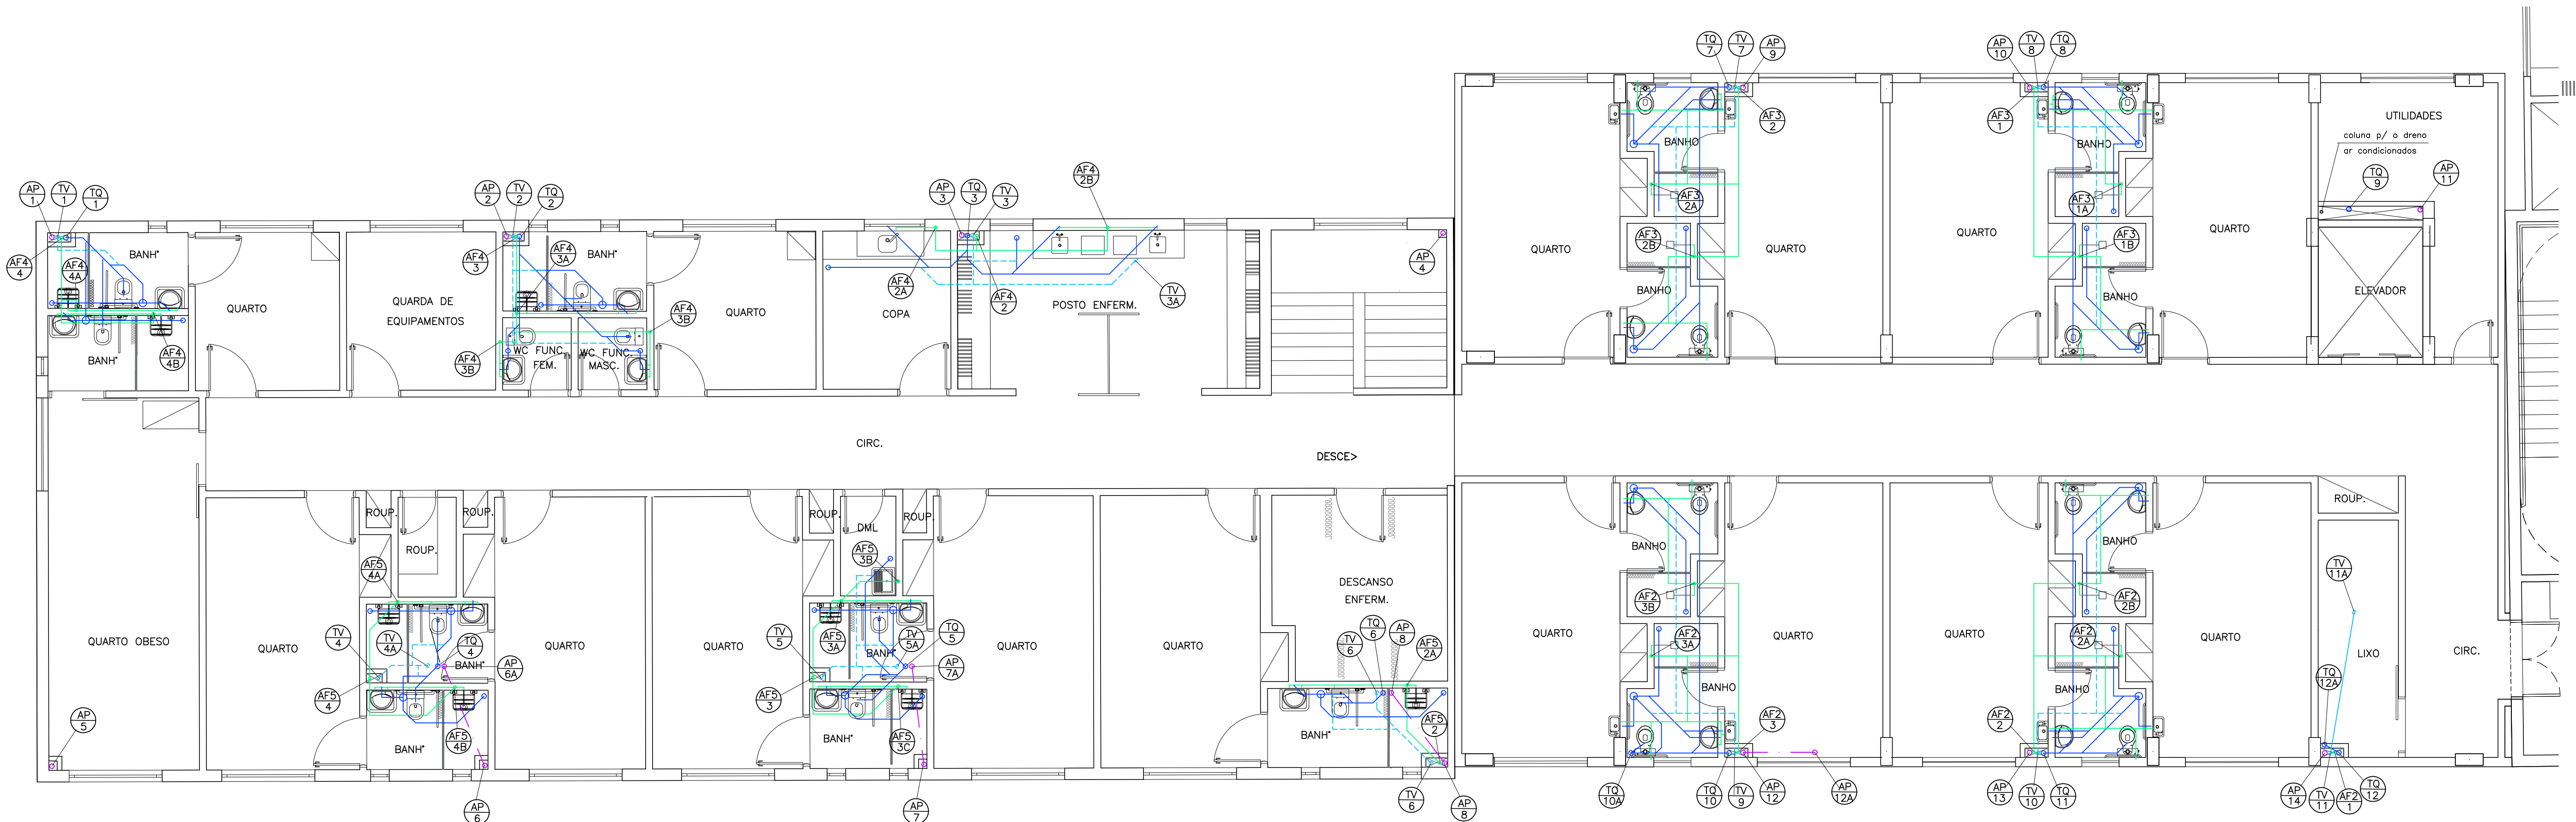 TQ
7
TV
7
AP
9
AP
10
TV
8
TQ
8
AF3
2
AF3
1
UTILIDADES
coluna p/ o dreno
ar condicionados
BANHO
BANHO
TQ
9
AP
11
AP
1
TV
1
TQ
1
AP
2
TV
2
TQ
2
AP
3
TQ
3
TV
3
AF4
2B
AF3
2A
AF3
1A
QUARTO
AF3
2B
QUARTO
QUARTO
AF3
1B
QUARTO
AF4
4
AF4
4A
BANHº
AF4
3
AF4
3A
BANHº
AP
4
QUARTO
QUARDA DE
EQUIPAMENTOS
AF4
3B
QUARTO
AF4
2A
COPA
AF4
2
POSTO ENFERM.
TV
3A
BANHO
BANHO
ELEVADOR
BANHº
AF4
4B
AF4
3B
WC FUNC.
FEM.
WC FUNC.
MASC.
CIRC.
DESCE>
ROUP.
ROUP.
ROUP.
ROUP.
DML
ROUP.
ROUP.
AF5
4A
AF5
3B
DESCANSO
ENFERM.
BANHO
BANHO
AF2
3B
AF2
2B
TV
11A
QUARTO OBESO
QUARTO
TV
4
TV
4A
TQ
4
BANHº
AP
6A
QUARTO
QUARTO
TV
5
AF5
3A
BANHº
TV
5A
TQ
5
AP
7A
QUARTO
QUARTO
TV
6
TQ
6
AP
8
AF5
2A
QUARTO
AF2
3A
QUARTO
QUARTO
AF2
2A
QUARTO
LIXO
CIRC.
AF5
4
AF5
3
BANHO
BANHO
TQ
12A
AP
5
BANHº
AF5
4B
BANHº
AF5
3C
BANHº
AF5
2
AF2
3
AF2
2
AP
6
AP
7
TV
6
AP
8
TQ
10A
TQ
10
TV
9
AP
12
AP
12A
AP
13
TV
10
TQ
11
AP
14
TV
11
AF2
1
TQ
12